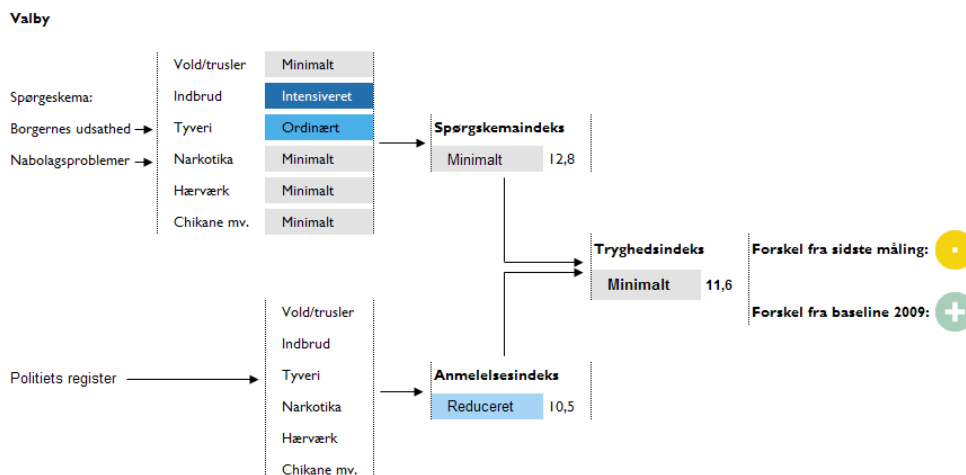 Valby
Vold/trusler Minimalt
Spørgeskema: Indbrud Intensiveret
Borgernes udsathed Tyveri Ordinært
Nabolagsproblemer Narkotika Minimalt
Hærværk Minimalt
Chikane mv. Minimalt
Spørgskemaindeks
Minimalt 12,8
Tryghedsindeks
Minimalt 11,6
Forskel fra sidste måling:
Forskel fra baseline 2009:
Politiets register
Vold/trusler
Indbrud
Tyveri
Narkotika
Hærværk
Chikane mv.
Anmelelsesindeks
Reduceret 10,5